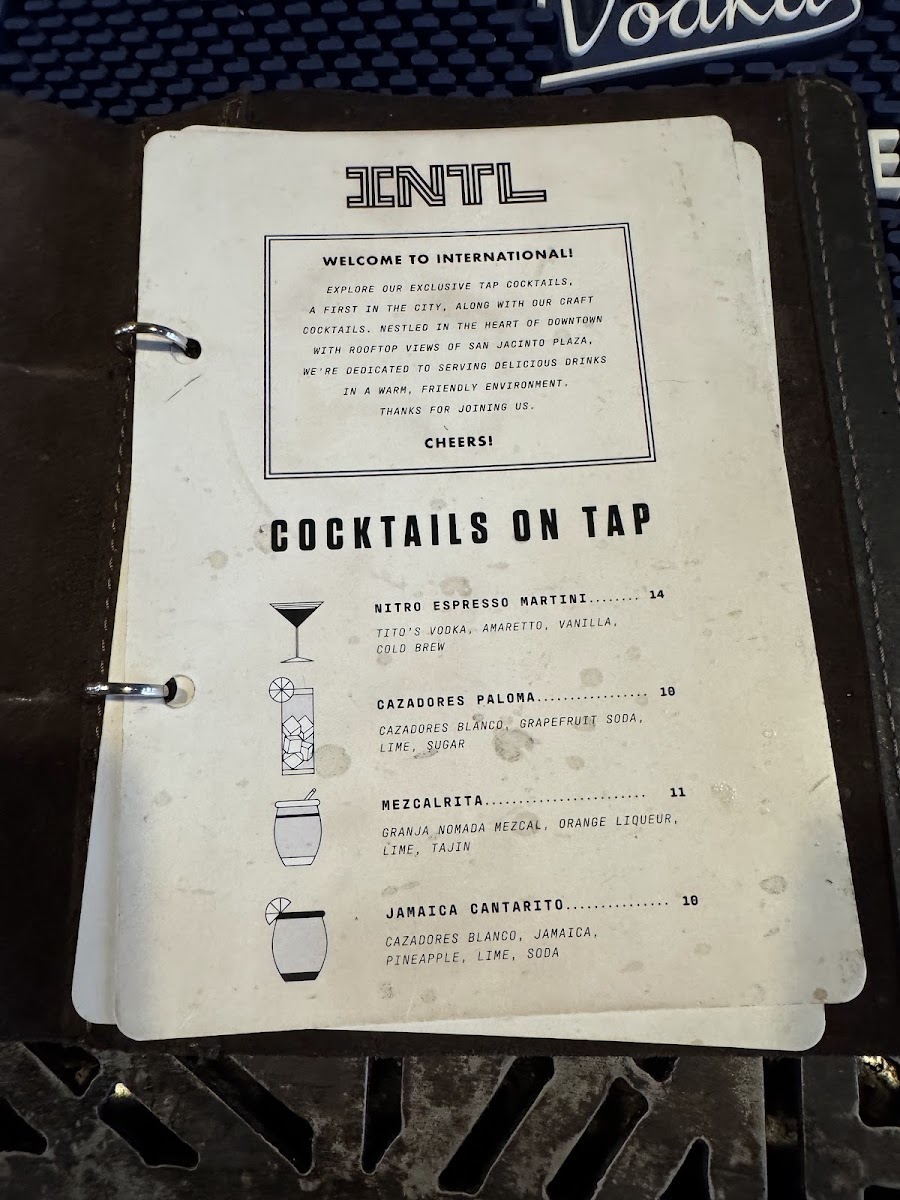 Vodka
E
INTL
WELCOME TO INTERNATIONAL!
EXPLORE OUR EXCLUSIVE TAP COCKTAILS,
A FIRST IN THE CITY, ALONG WITH OUR CRAFT
COCKTAILS. NESTLED IN THE HEART OF DOWNTOWN
WITH ROOFTOP VIEWS OF SAN JACINTO PLAZA,
WE'RE DEDICATED TO SERVING DELICIOUS DRINKS
IN A WARM, FRIENDLY ENVIRONMENT.
THANKS FOR JOINING US.
CHEERS!
COCKTAILS ON TAP
NITRO ESPRESSO MARTINI........ 14
TITO'S VODKA, AMARETTO, VANILLA,
COLD BREW
CAZADORES PALOMA................. 10
CAZADORES BLANCO, GRAPEFRUIT SODA,
LIME, SUGAR
MEZCALRITA........................ 11
GRANJA NOMADA MEZCAL, ORANGE LIQUEUR,
LIME, TAJIN
JAMAICA CANTARITO............... 10
CAZADORES BLANCO, JAMAICA,
PINEAPPLE, LIME, SODA